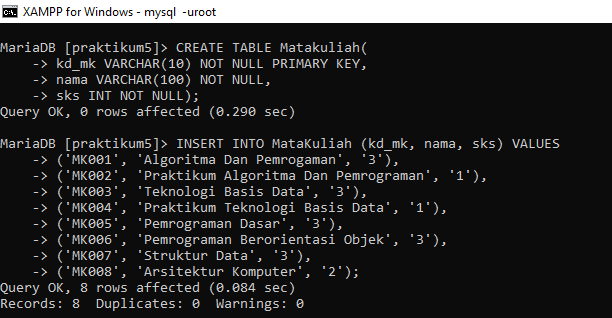 XAMPP for Windows - mysql -uroot
MariaDB [praktikum5]> CREATE TABLE Matakuliah(
-> kd_mk VARCHAR(10) NOT NULL PRIMARY KEY,
-> nama VARCHAR(100) NOT NULL,
-> sks INT NOT NULL);
Query OK, 0 rows affected (0.290 sec)
MariaDB [praktikum5]> INSERT INTO MataKuliah (kd_mk, nama, sks) VALUES
-> ('MK001', 'Algoritma Dan Pemrogaman', '3'),
-> ('MK002', 'Praktikum Algoritma Dan Pemrograman', '1'),
-> ('MK003', 'Teknologi Basis Data', '3'),
-> ('MK004', 'Praktikum Teknologi Basis Data', '1'),
-> ('MK005', 'Pemrograman Dasar', '3'),
-> ('MK006', 'Pemrograman Berorientasi Objek', '3'),
-> ('MK007', 'Struktur Data', '3'),
-> ('MK008', 'Arsitektur Komputer', '2');
Query OK, 8 rows affected (0.084 sec)
Records: 8  Duplicates: 0  Warnings: 0